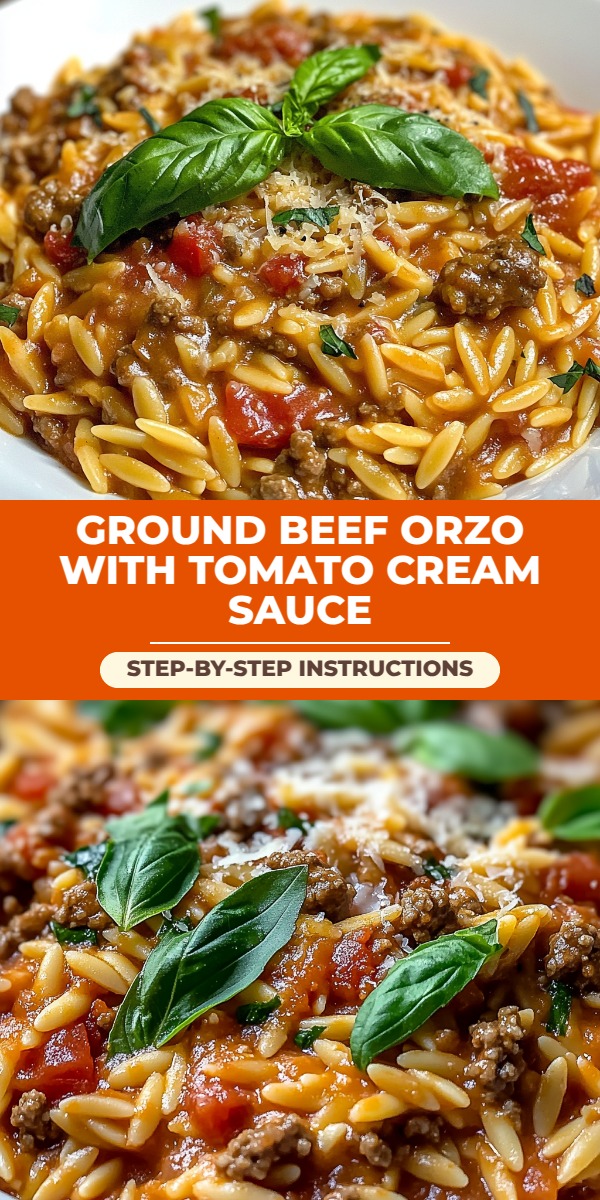 GROUND BEEF ORZO
WITH TOMATO CREAM
SAUCE
STEP-BY-STEP INSTRUCTIONS